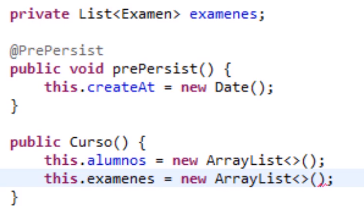 private List<Examen> examenes;
@PrePersist
public void prePersist() {
this.createAt = new Date();
}
public Curso() {
this.alumnos = new ArrayList<>();
this.examenes = new ArrayList<>();
}